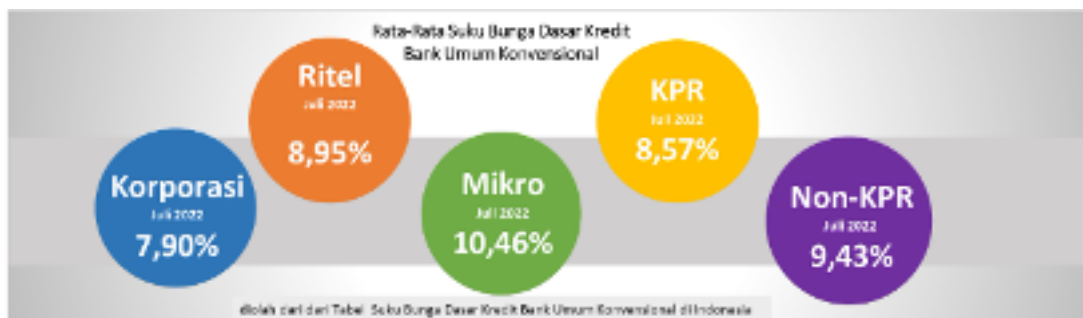 Rata-Rata Suku Bunga Dasar Kredit
Bank Umum Konvensional
Ritel
Juli 2022
8,95%
KPR
Juli 2022
8,57%
Korporasi
Juli 2022
7,90%
Mikro
Juli 2022
10,46%
Non-KPR
Juli 2022
9,43%
diolah dari dari Tabel Suku Bunga Dasar Kredit Bank Umum Konvensional di Indonesia